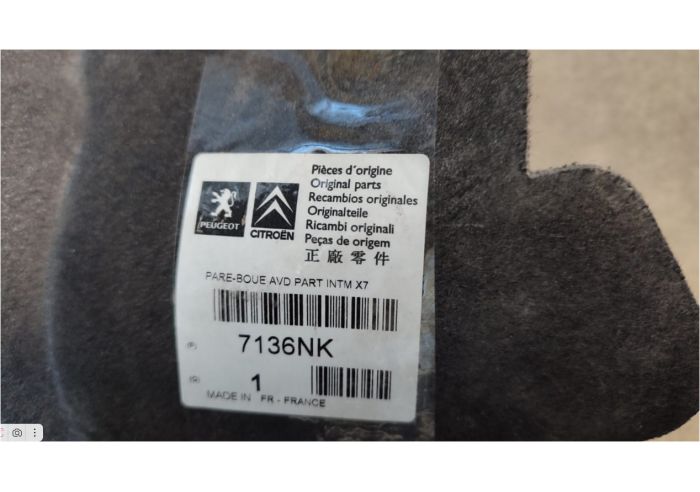 Pièces d'origine
Original parts
Recambios originales
Originalteile
Ricambi originali
Peças de origem
正廠零件
PEUGEOT
CITROËN
PARE-BOUE AVD PART INTM X7
(P) 7136NK
1
MADE IN FR - FRANCE